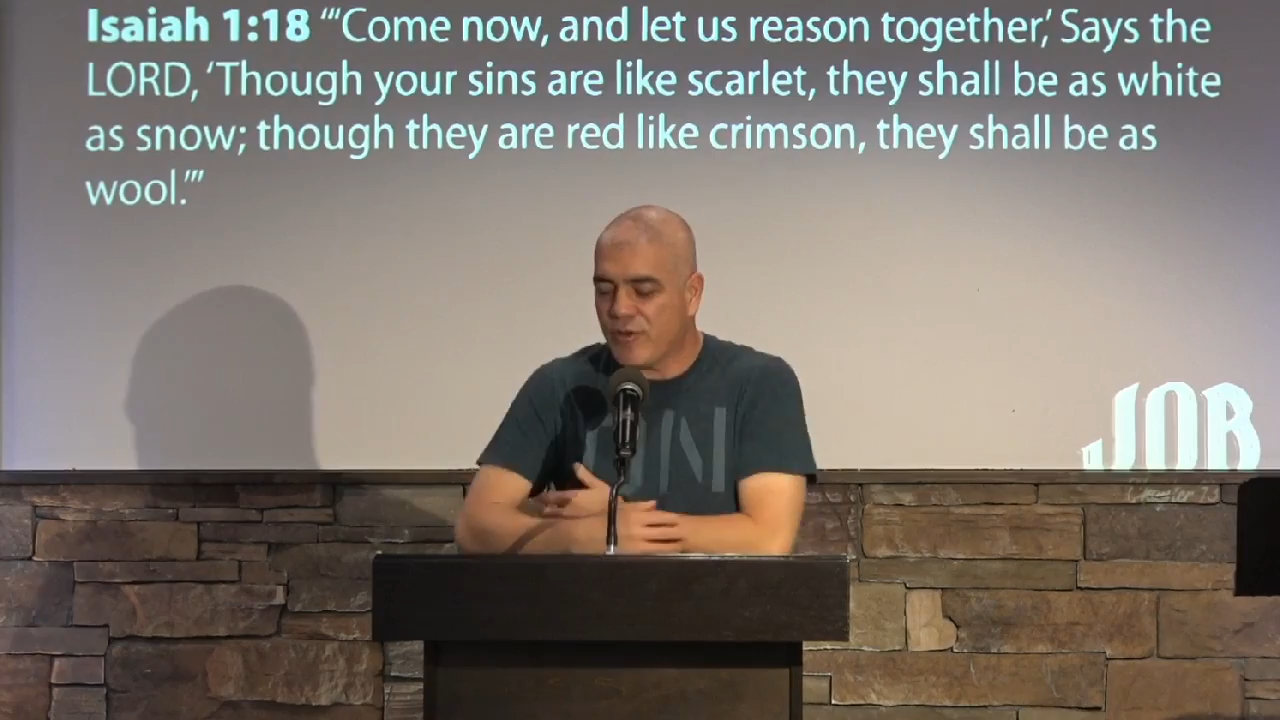 Isaiah 1:18 “‘Come now, and let us reason together,’ Says the
LORD, ‘Though your sins are like scarlet, they shall be as white
as snow; though they are red like crimson, they shall be as
wool.’”
ON
JOB